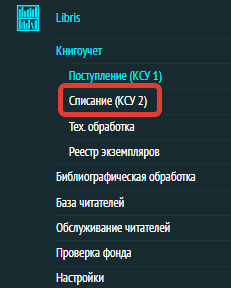 Libris
Книгоучет
Поступление (КСУ 1)
Списание (КСУ 2)
Тех. обработка
Реестр экземпляров
Библиографическая обработка
База читателей
Обслуживание читателей
Проверка фонда
Настройки